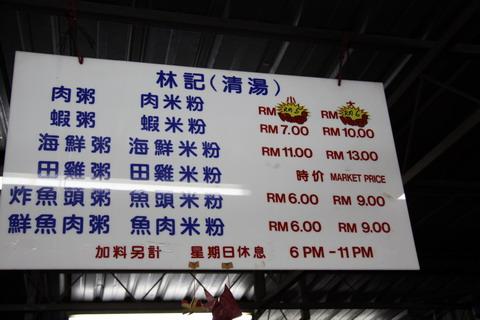 林記(清湯)
小 大
肉粥 肉米粉 RM RM
蝦粥 蝦米粉 RM 7.00 RM 10.00
海鮮粥 海鮮米粉 RM 11.00 RM 13.00
田雞粥 田雞米粉 時价 MARKET PRICE
炸魚頭粥 魚頭米粉 RM 6.00 RM 9.00
鮮魚肉粥 魚肉米粉 RM 6.00 RM 9.00
加料另計 星期日休息 6 PM - 11 PM